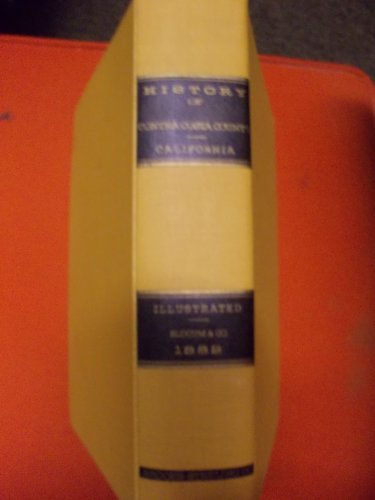 HISTORY
OF
CONTRA COSTA COUNTY
CALIFORNIA
ILLUSTRATED
SLOCUM & CO.
1882